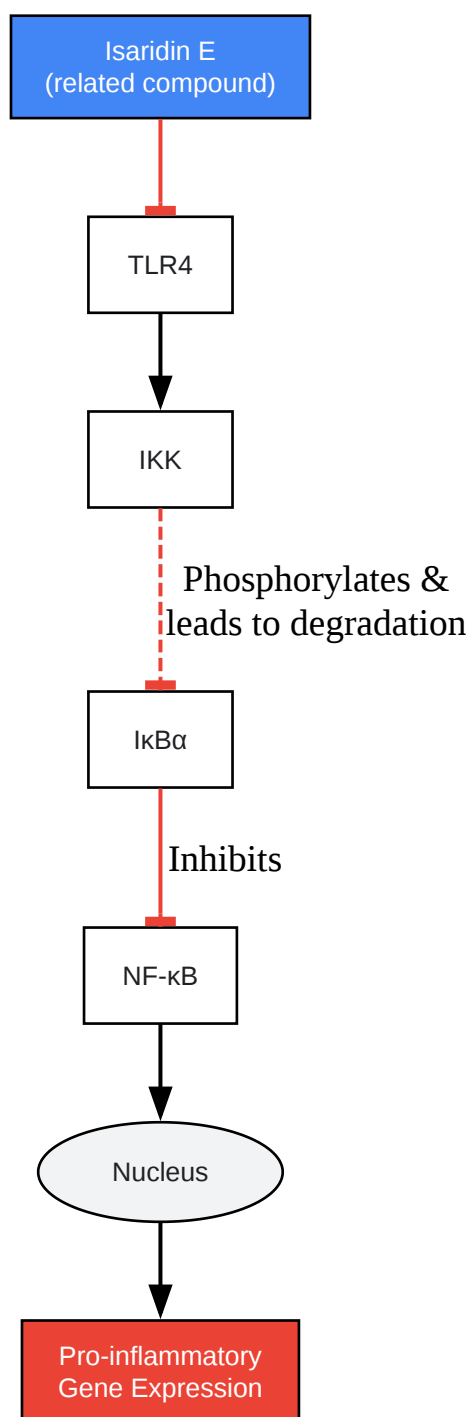 Isaridin E
(related compound)
TLR4
IKK
Phosphorylates &
leads to degradation
IκBα
Inhibits
NF-κB
Nucleus
Pro-inflammatory
Gene Expression